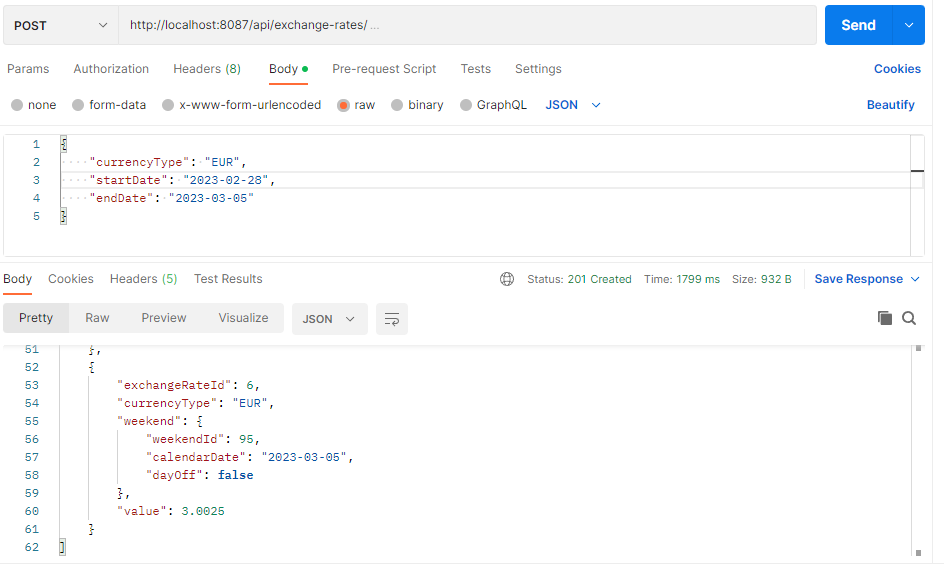 POST http://localhost:8087/api/exchange-rates/ ... Send
Params Authorization Headers (8) Body Pre-request Script Tests Settings Cookies
none form-data x-www-form-urlencoded raw binary GraphQL JSON Beautify
1 {
2 "currencyType": "EUR",
3 "startDate": "2023-02-28",
4 "endDate": "2023-03-05"
5 }
Body Cookies Headers (5) Test Results Status: 201 Created Time: 1799 ms Size: 932 B Save Response
Pretty Raw Preview Visualize JSON
51 },
52 {
53 "exchangeRateId": 6,
54 "currencyType": "EUR",
55 "weekend": {
56 "weekendId": 95,
57 "calendarDate": "2023-03-05",
58 "dayOff": false
59 },
60 "value": 3.0025
61 }
62 ]